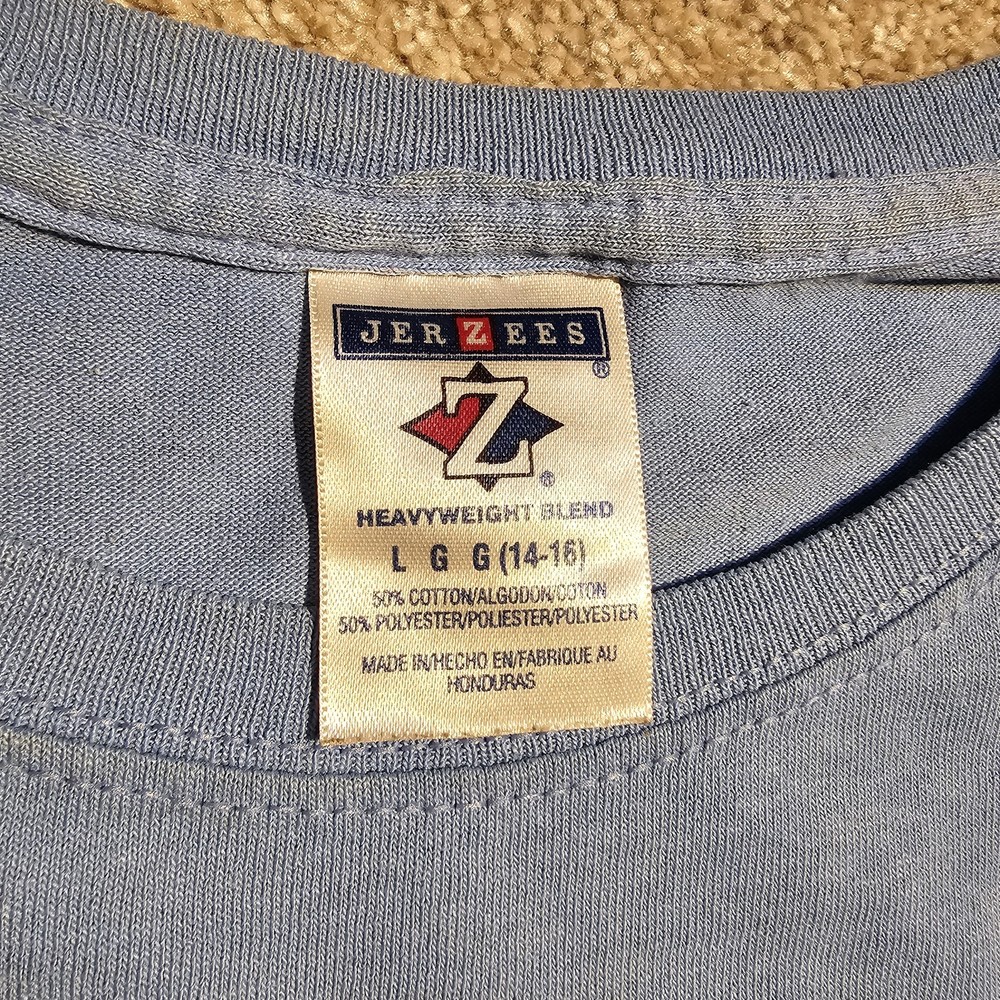 JERZEES
®
Z
®
HEAVYWEIGHT BLEND
L G G (14-16)
50% COTTON/ALGODON/COTON
50% POLYESTER/POLIESTER/POLYESTER
MADE IN/HECHO EN/FABRIQUE AU
HONDURAS